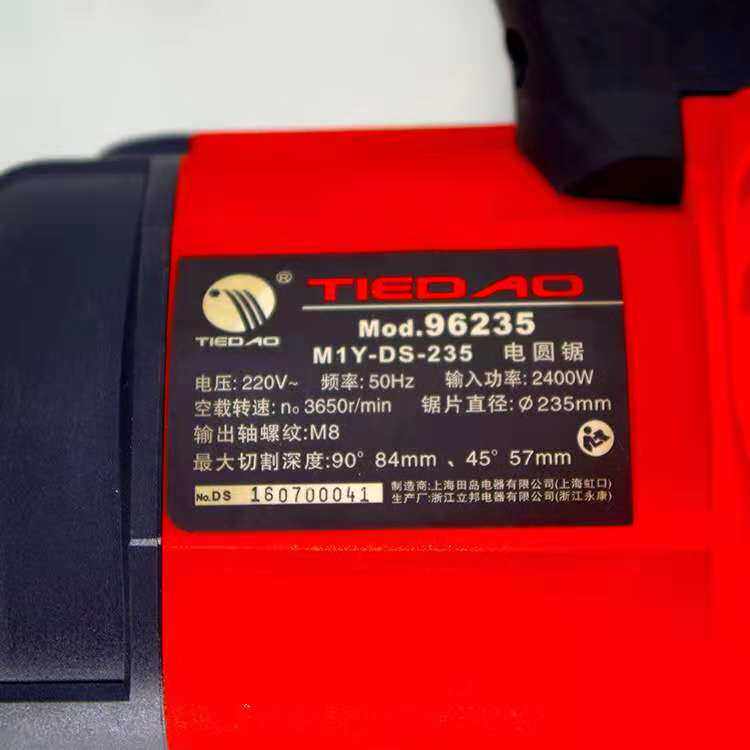 ®
TIEDAO
TIEDAO
Mod.96235
M1Y-DS-235 电圆锯
电压:220V~ 频率:50Hz 输入功率:2400W
空载转速:n₀ 3650r/min 锯片直径:Φ235mm
输出轴螺纹:M8
最大切割深度:90° 84mm、45° 57mm
No.DS 160700041
制造商:上海田岛电器有限公司(上海虹口)
生产厂:浙江立邦电器有限公司(浙江永康)